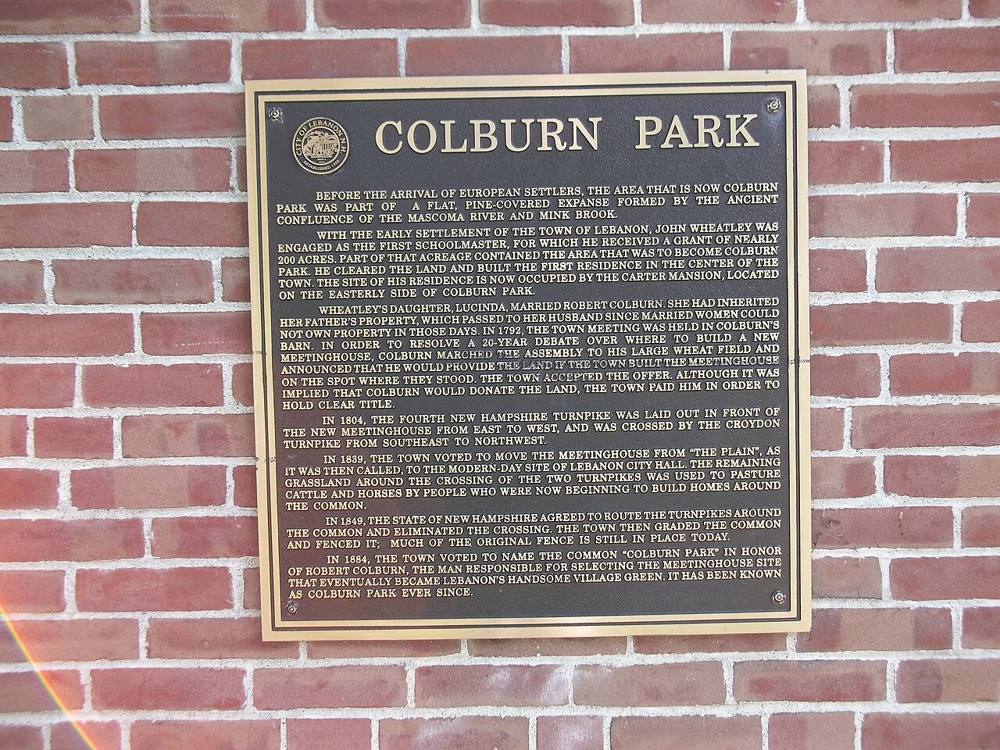 CITY OF LEBANON, N.H.
COLBURN PARK
BEFORE THE ARRIVAL OF EUROPEAN SETTLERS, THE AREA THAT IS NOW COLBURN
PARK WAS PART OF A FLAT, PINE-COVERED EXPANSE FORMED BY THE ANCIENT
CONFLUENCE OF THE MASCOMA RIVER AND MINK BROOK.
WITH THE EARLY SETTLEMENT OF THE TOWN OF LEBANON, JOHN WHEATLEY WAS
ENGAGED AS THE FIRST SCHOOLMASTER, FOR WHICH HE RECEIVED A GRANT OF NEARLY
200 ACRES. PART OF THAT ACREAGE CONTAINED THE AREA THAT WAS TO BECOME COLBURN
PARK. HE CLEARED THE LAND AND BUILT THE FIRST RESIDENCE IN THE CENTER OF THE
TOWN. THE SITE OF HIS RESIDENCE IS NOW OCCUPIED BY THE CARTER MANSION, LOCATED
ON THE EASTERLY SIDE OF COLBURN PARK.
WHEATLEY'S DAUGHTER, LUCINDA, MARRIED ROBERT COLBURN. SHE HAD INHERITED
HER FATHER'S PROPERTY, WHICH PASSED TO HER HUSBAND SINCE MARRIED WOMEN COULD
NOT OWN PROPERTY IN THOSE DAYS. IN 1792, THE TOWN MEETING WAS HELD IN COLBURN'S
BARN. IN ORDER TO RESOLVE A 20-YEAR DEBATE OVER WHERE TO BUILD A NEW
MEETINGHOUSE, COLBURN MARCHED THE ASSEMBLY TO HIS LARGE WHEAT FIELD AND
ANNOUNCED THAT HE WOULD PROVIDE THE LAND IF THE TOWN BUILT THE MEETINGHOUSE
ON THE SPOT WHERE THEY STOOD. THE TOWN ACCEPTED THE OFFER. ALTHOUGH IT WAS
IMPLIED THAT COLBURN WOULD DONATE THE LAND, THE TOWN PAID HIM IN ORDER TO
HOLD CLEAR TITLE.
IN 1804, THE FOURTH NEW HAMPSHIRE TURNPIKE WAS LAID OUT IN FRONT OF
THE NEW MEETINGHOUSE FROM EAST TO WEST, AND WAS CROSSED BY THE CROYDON
TURNPIKE FROM SOUTHEAST TO NORTHWEST.
IN 1839, THE TOWN VOTED TO MOVE THE MEETINGHOUSE FROM "THE PLAIN", AS
IT WAS THEN CALLED, TO THE MODERN-DAY SITE OF LEBANON CITY HALL. THE REMAINING
GRASSLAND AROUND THE CROSSING OF THE TWO TURNPIKES WAS USED TO PASTURE
CATTLE AND HORSES BY PEOPLE WHO WERE NOW BEGINNING TO BUILD HOMES AROUND
THE COMMON.
IN 1849, THE STATE OF NEW HAMPSHIRE AGREED TO ROUTE THE TURNPIKES AROUND
THE COMMON AND ELIMINATED THE CROSSING. THE TOWN THEN GRADED THE COMMON
AND FENCED IT; MUCH OF THE ORIGINAL FENCE IS STILL IN PLACE TODAY.
IN 1884, THE TOWN VOTED TO NAME THE COMMON "COLBURN PARK" IN HONOR
OF ROBERT COLBURN, THE MAN RESPONSIBLE FOR SELECTING THE MEETINGHOUSE SITE
THAT EVENTUALLY BECAME LEBANON'S HANDSOME VILLAGE GREEN. IT HAS BEEN KNOWN
AS COLBURN PARK EVER SINCE.